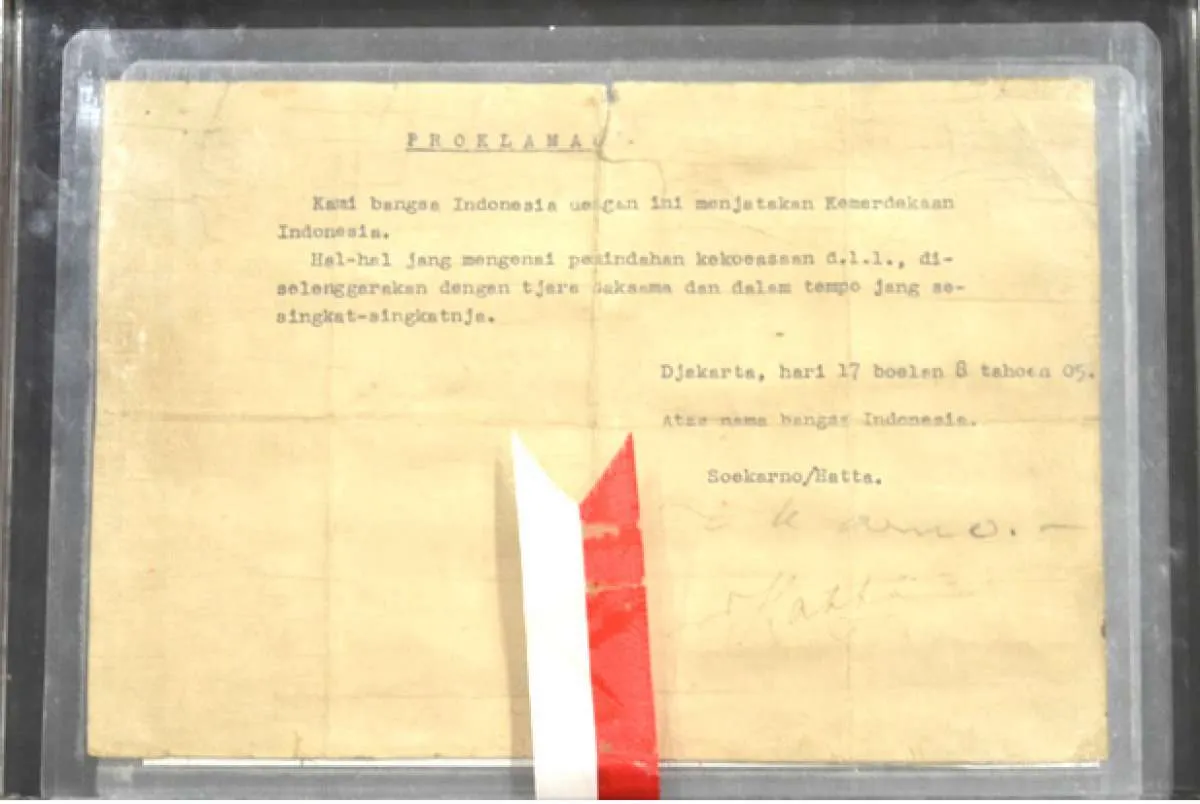 PROKLAMASI
Kami bangsa Indonesia dengan ini menjatakan Kemerdekaan
Indonesia.
Hal-hal jang mengenai pemindahan kekoeasaan d.l.l., di-
selenggarakan dengan tjara saksama dan dalam tempo jang se-
singkat-singkatnja.
Djakarta, hari 17 boelan 8 tahoen 05.
Atas nama bangsa Indonesia.
Soekarno/Hatta.